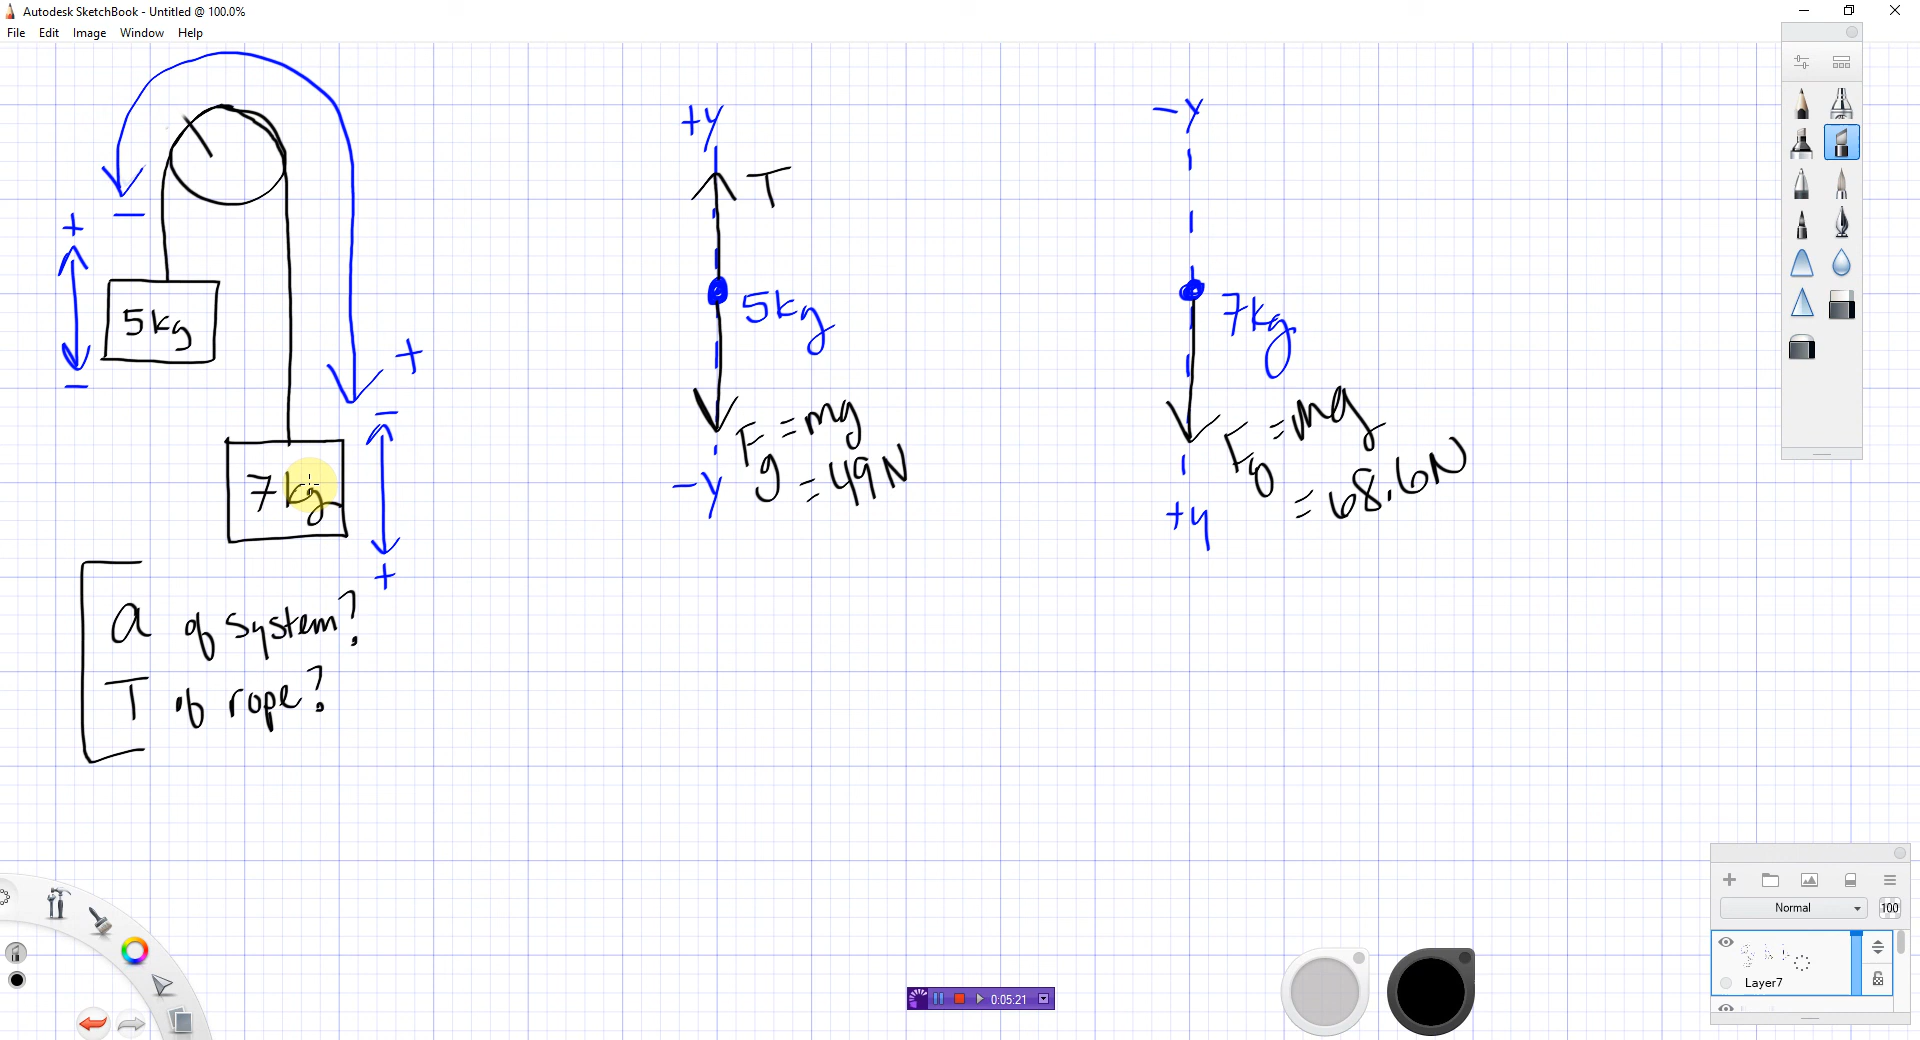 Autodesk SketchBook - Untitled @ 100.0%
File Edit Image Window Help
+
−
−
+
5kg
+
−
7kg
+
a of system?
T of rope?
+y
T
5kg
Fg = mg
= 49N
−y
−y
7kg
Fg = mg
= 68.6N
+y
0:05:21
Normal
100
Layer7